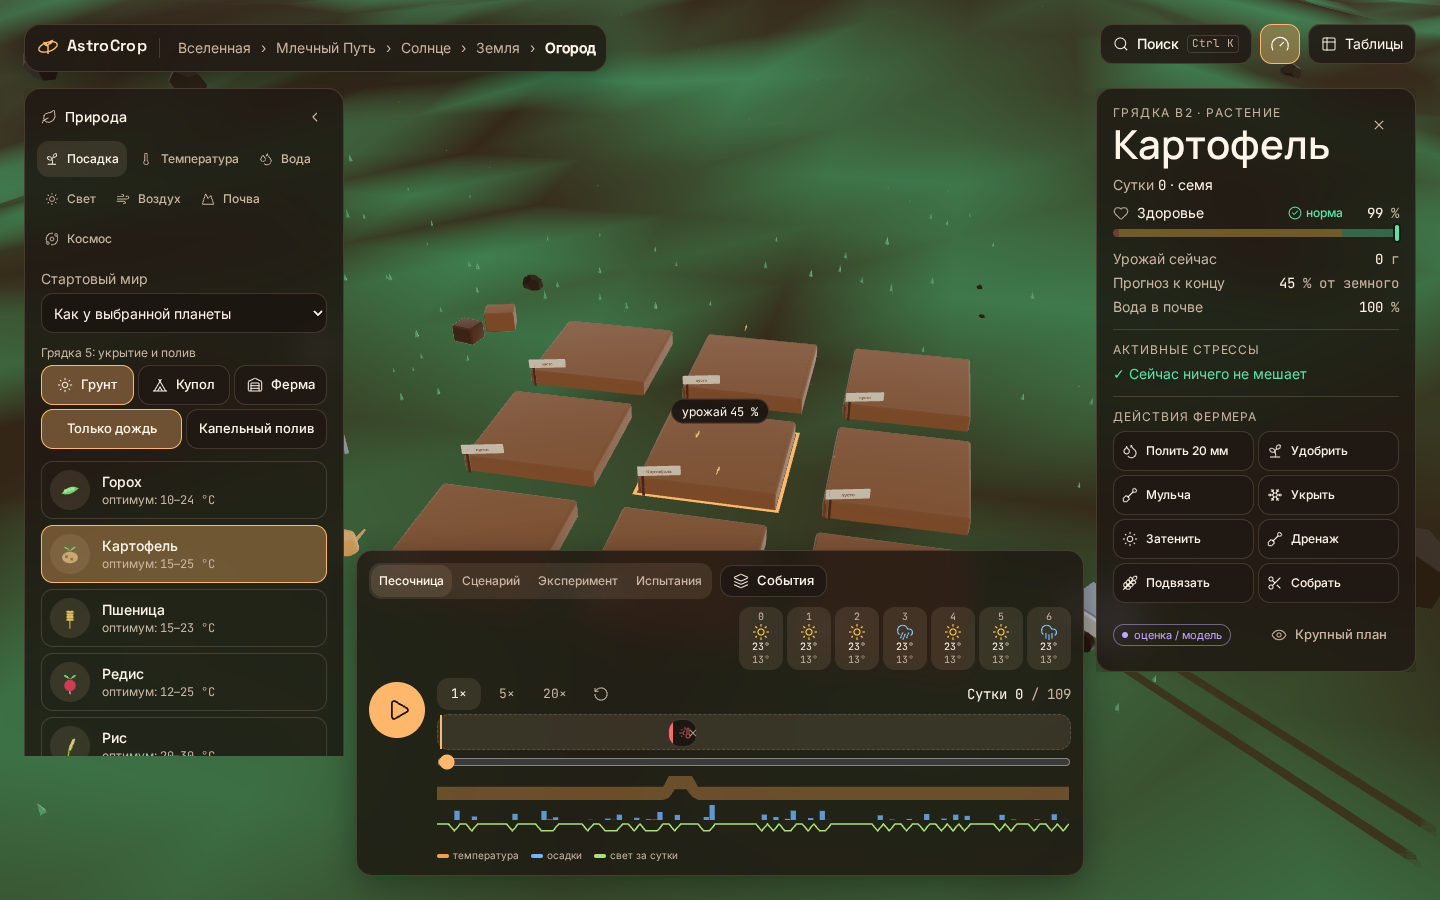 AstroCrop
Вселенная › Млечный Путь › Солнце › Земля › Огород
Поиск Ctrl K
Таблицы
Природа
Посадка Температура Вода
Свет Воздух Почва
Космос
Стартовый мир
Как у выбранной планеты
Грядка 5: укрытие и полив
Грунт Купол Ферма
Только дождь Капельный полив
Горох
оптимум: 10–24 °C
Картофель
оптимум: 15–25 °C
Пшеница
оптимум: 15–23 °C
Редис
оптимум: 12–25 °C
Рис
оптимум: 20–30 °C
урожай 45 %
ГРЯДКА B2 · РАСТЕНИЕ
Картофель
Сутки 0 · семя
Здоровье норма 99 %
Урожай сейчас 0 г
Прогноз к концу 45 % от земного
Вода в почве 100 %
АКТИВНЫЕ СТРЕССЫ
✓ Сейчас ничего не мешает
ДЕЙСТВИЯ ФЕРМЕРА
Полить 20 мм Удобрить
Мульча Укрыть
Затенить Дренаж
Подвязать Собрать
оценка / модель Крупный план
Песочница Сценарий Эксперимент Испытания События
0 1 2 3 4 5 6
23° 23° 23° 23° 23° 23° 23°
13° 13° 13° 13° 13° 13° 13°
1× 5× 20× Сутки 0 / 109
температура осадки свет за сутки